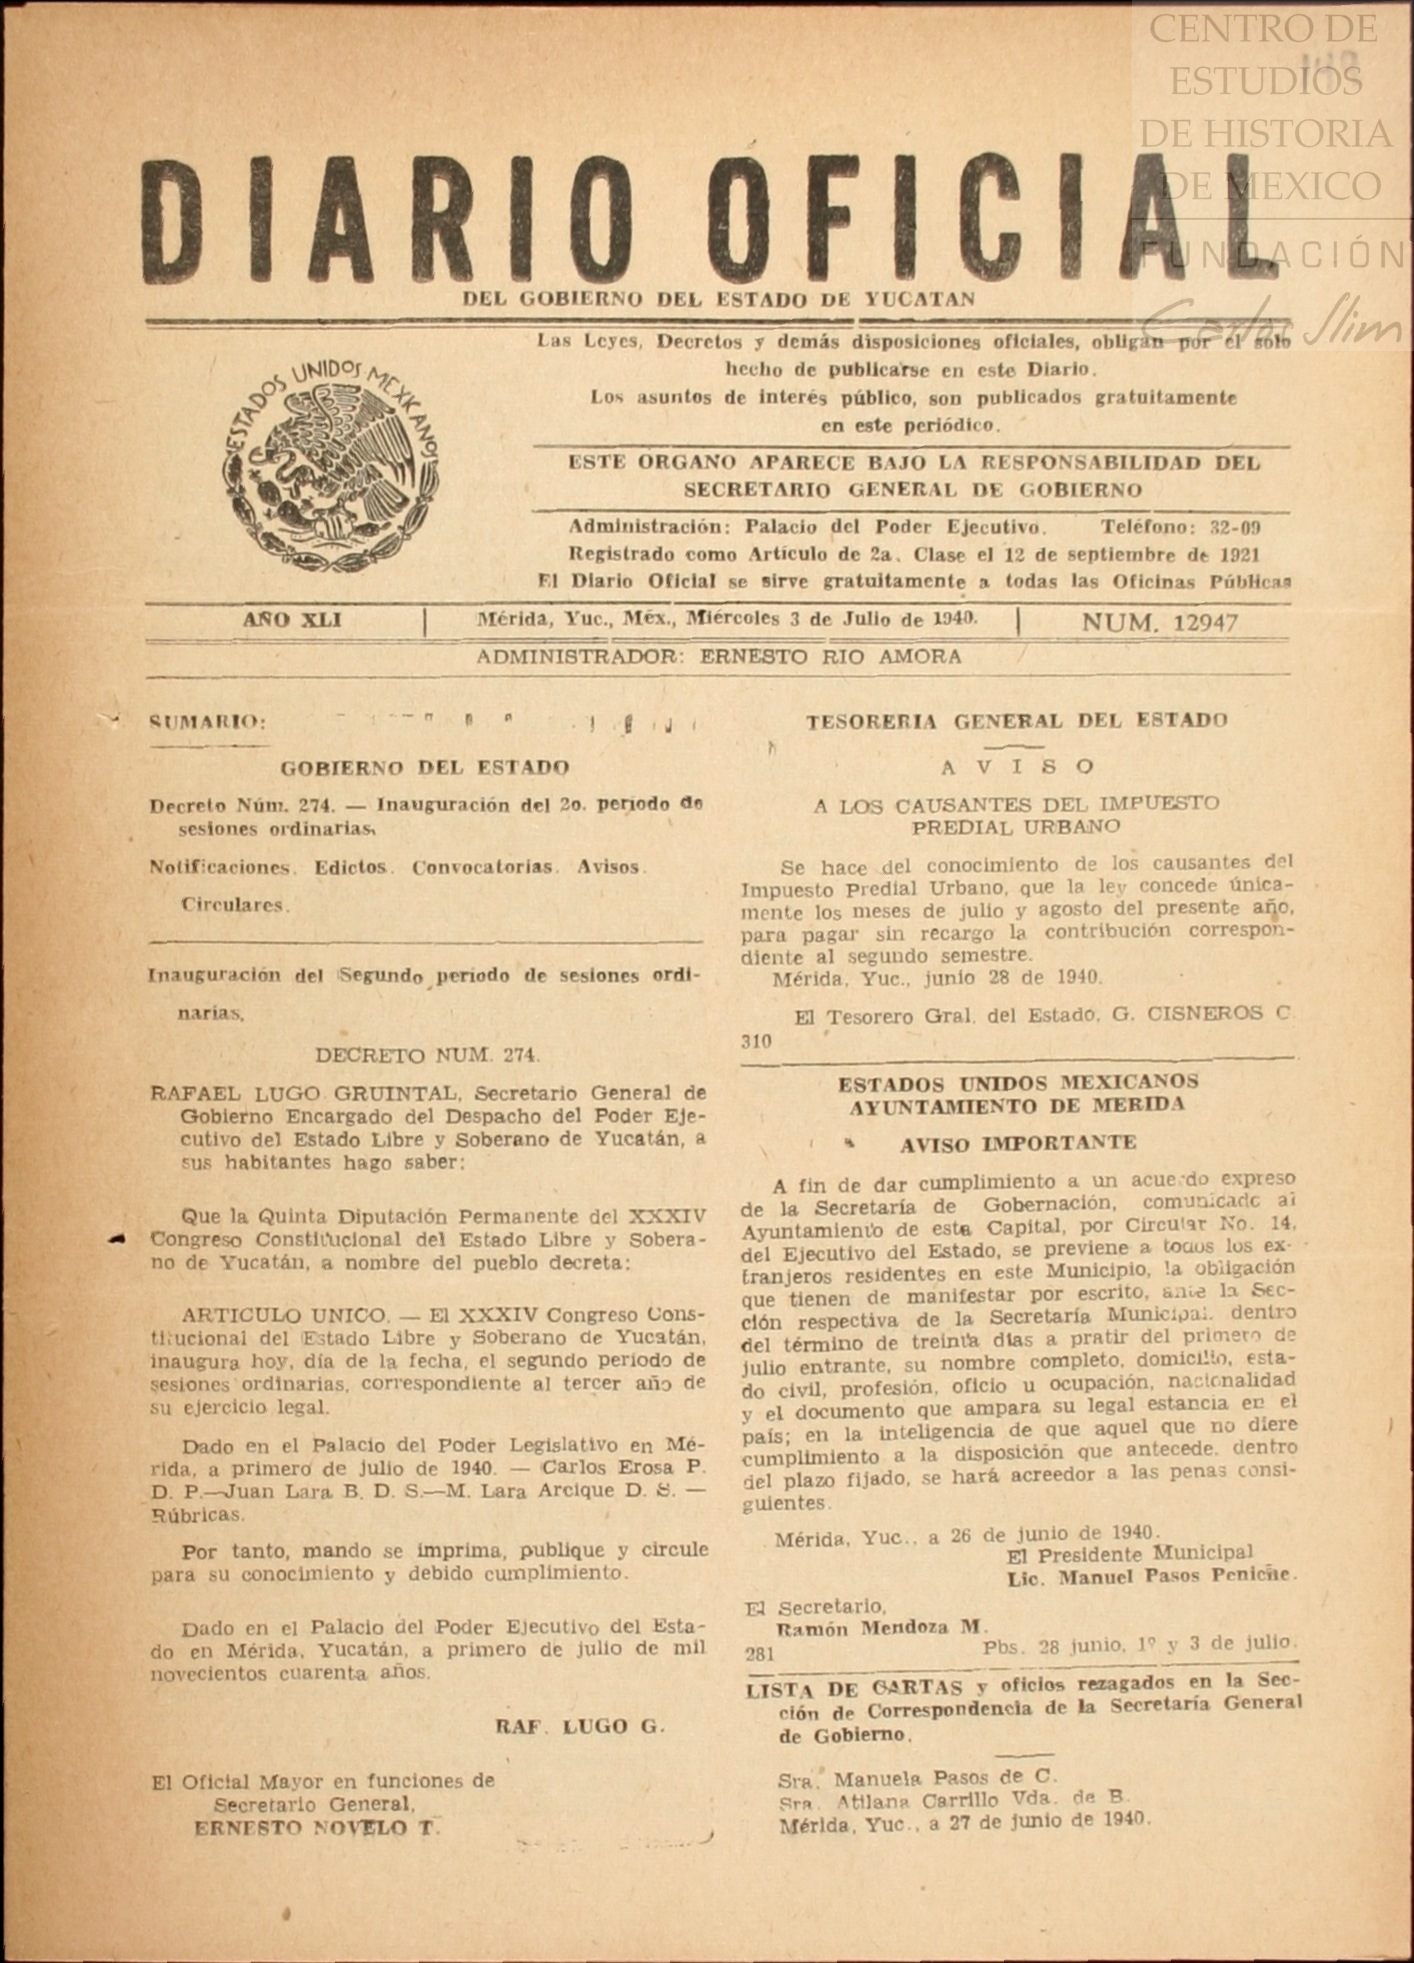 CENTRO DE
ESTUDIOS
DE HISTORIA
DE MEXICO
FUNDACIÓN
Carlos Slim
DIARIO OFICIAL
DEL GOBIERNO DEL ESTADO DE YUCATAN
ESTADOS UNIDOS MEXICANOS
Las Leyes, Decretos y demás disposiciones oficiales, obligan por el sólo
hecho de publicarse en este Diario.
Los asuntos de interés público, son publicados gratuitamente
en este periódico.
ESTE ORGANO APARECE BAJO LA RESPONSABILIDAD DEL
SECRETARIO GENERAL DE GOBIERNO
Administración: Palacio del Poder Ejecutivo. Teléfono: 32-09
Registrado como Artículo de 2a. Clase el 12 de septiembre de 1921
El Diario Oficial se sirve gratuitamente a todas las Oficinas Públicas
AÑO XLI
Mérida, Yuc., Méx., Miércoles 3 de Julio de 1940.
NUM. 12947
ADMINISTRADOR: ERNESTO RIO AMORA
SUMARIO:
GOBIERNO DEL ESTADO
Decreto Núm. 274. — Inauguración del 2o. período de
sesiones ordinarias.
Notificaciones. Edictos. Convocatorias. Avisos.
Circulares.
Inauguración del Segundo período de sesiones ordi-
narias.
DECRETO NUM. 274.
RAFAEL LUGO GRUINTAL, Secretario General de
Gobierno Encargado del Despacho del Poder Eje-
cutivo del Estado Libre y Soberano de Yucatán, a
sus habitantes hago saber:
Que la Quinta Diputación Permanente del XXXIV
Congreso Constitucional del Estado Libre y Sobera-
no de Yucatán, a nombre del pueblo decreta:
ARTICULO UNICO. — El XXXIV Congreso Cons-
titucional del Estado Libre y Soberano de Yucatán,
inaugura hoy, día de la fecha, el segundo período de
sesiones ordinarias, correspondiente al tercer año de
su ejercicio legal.
Dado en el Palacio del Poder Legislativo en Mé-
rida, a primero de julio de 1940. — Carlos Erosa P.
D. P.—Juan Lara B. D. S.—M. Lara Arcique D. S. —
Rúbricas.
Por tanto, mando se imprima, publique y circule
para su conocimiento y debido cumplimiento.
Dado en el Palacio del Poder Ejecutivo del Esta-
do en Mérida, Yucatán, a primero de julio de mil
novecientos cuarenta años.
RAF. LUGO G.
El Oficial Mayor en funciones de
Secretario General,
ERNESTO NOVELO T.
TESORERIA GENERAL DEL ESTADO
AVISO
A LOS CAUSANTES DEL IMPUESTO
PREDIAL URBANO
Se hace del conocimiento de los causantes del
Impuesto Predial Urbano, que la ley concede única-
mente los meses de julio y agosto del presente año,
para pagar sin recargo la contribución correspon-
diente al segundo semestre.
Mérida, Yuc., junio 28 de 1940.
El Tesorero Gral. del Estado, G. CISNEROS C.
310
ESTADOS UNIDOS MEXICANOS
AYUNTAMIENTO DE MERIDA
AVISO IMPORTANTE
A fin de dar cumplimiento a un acuerdo expreso
de la Secretaría de Gobernación, comunicado al
Ayuntamiento de esta Capital, por Circular No. 14,
del Ejecutivo del Estado, se previene a todos los ex-
tranjeros residentes en este Municipio, la obligación
que tienen de manifestar por escrito, ante la Sec-
ción respectiva de la Secretaría Municipal, dentro
del término de treinta días a pratir del primero de
julio entrante, su nombre completo, domicilio, esta-
do civil, profesión, oficio u ocupación, nacionalidad
y el documento que ampara su legal estancia en el
país; en la inteligencia de que aquel que no diere
cumplimiento a la disposición que antecede, dentro
del plazo fijado, se hará acreedor a las penas consi-
guientes.
Mérida, Yuc., a 26 de junio de 1940.
El Presidente Municipal
Lic. Manuel Pasos Peniche.
El Secretario,
Ramón Mendoza M.
281 Pbs. 28 junio, 1º y 3 de julio.
LISTA DE CARTAS y oficios rezagados en la Sec-
ción de Correspondencia de la Secretaría General
de Gobierno.
Sra. Manuela Pasos de C.
Sra. Atilana Carrillo Vda. de B.
Mérida, Yuc., a 27 de junio de 1940.